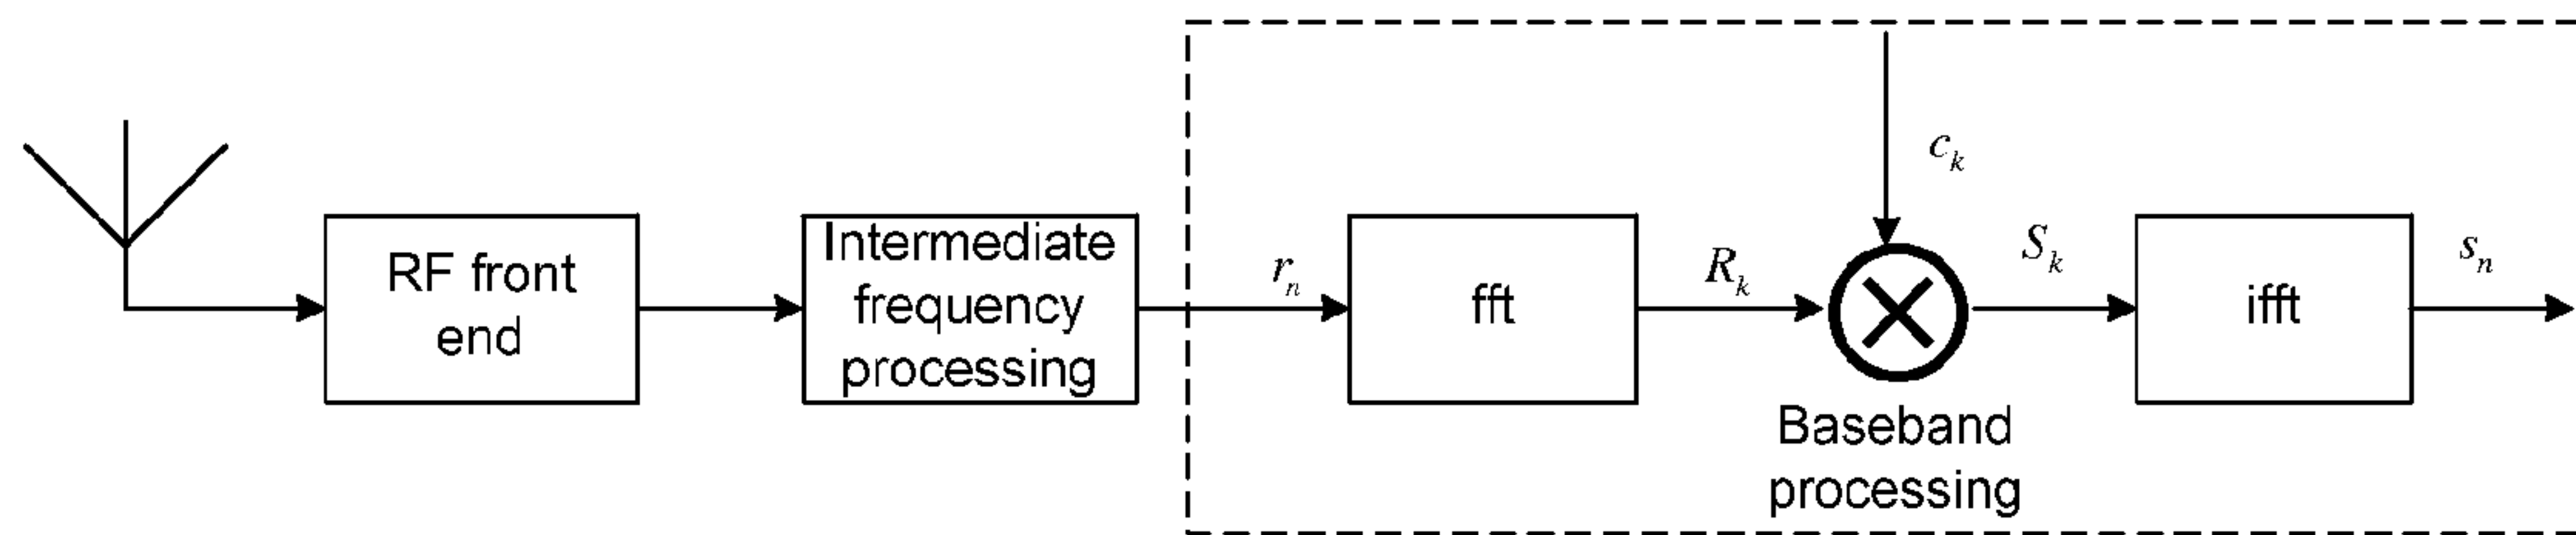 RF front
end
Intermediate
frequency
processing
r_n
fft
R_k
c_k
Baseband
processing
S_k
ifft
s_n